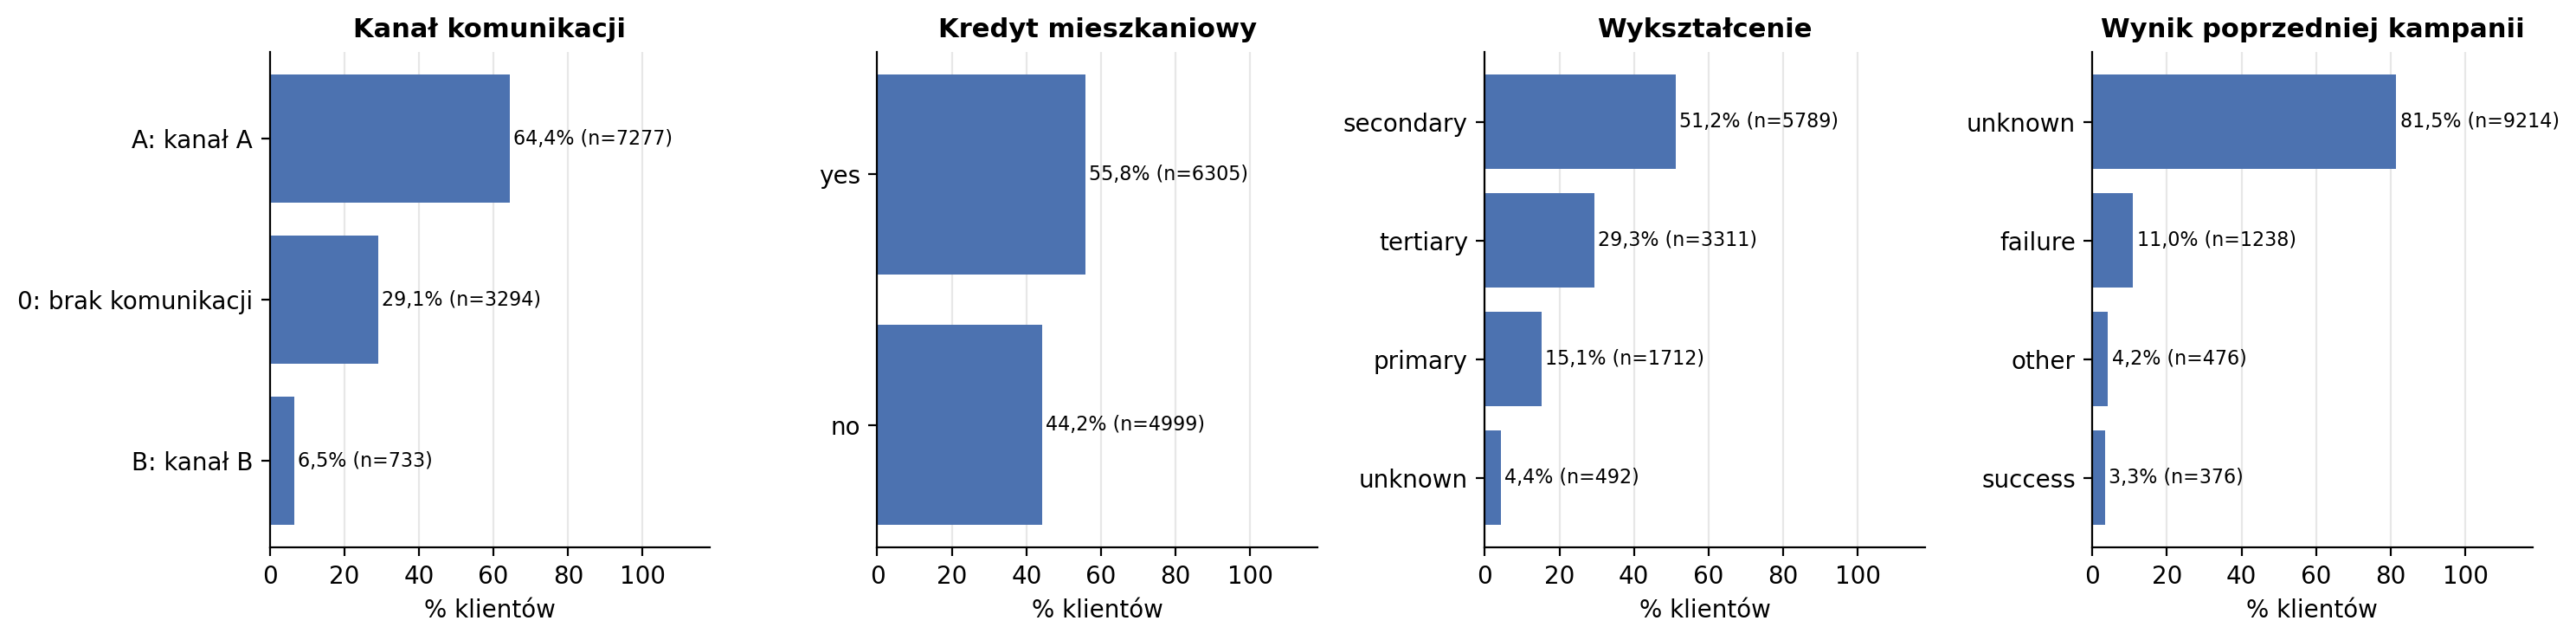 Kanał komunikacji
A: kanał A
64,4% (n=7277)
0: brak komunikacji
29,1% (n=3294)
B: kanał B
6,5% (n=733)
0 20 40 60 80 100
% klientów
Kredyt mieszkaniowy
yes
55,8% (n=6305)
no
44,2% (n=4999)
0 20 40 60 80 100
% klientów
Wykształcenie
secondary
51,2% (n=5789)
tertiary
29,3% (n=3311)
primary
15,1% (n=1712)
unknown
4,4% (n=492)
0 20 40 60 80 100
% klientów
Wynik poprzedniej kampanii
unknown
81,5% (n=9214)
failure
11,0% (n=1238)
other
4,2% (n=476)
success
3,3% (n=376)
0 20 40 60 80 100
% klientów